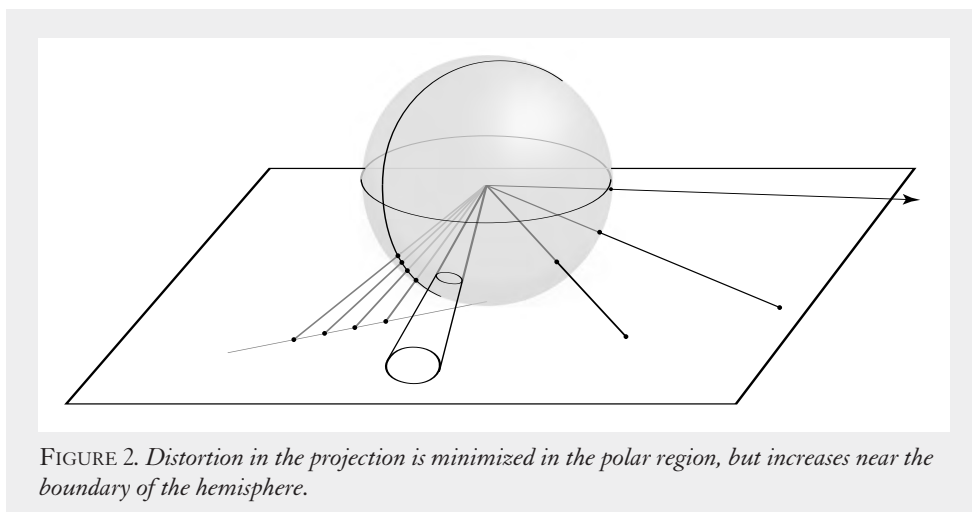 FIGURE 2. Distortion in the projection is minimized in the polar region, but increases near the
boundary of the hemisphere.